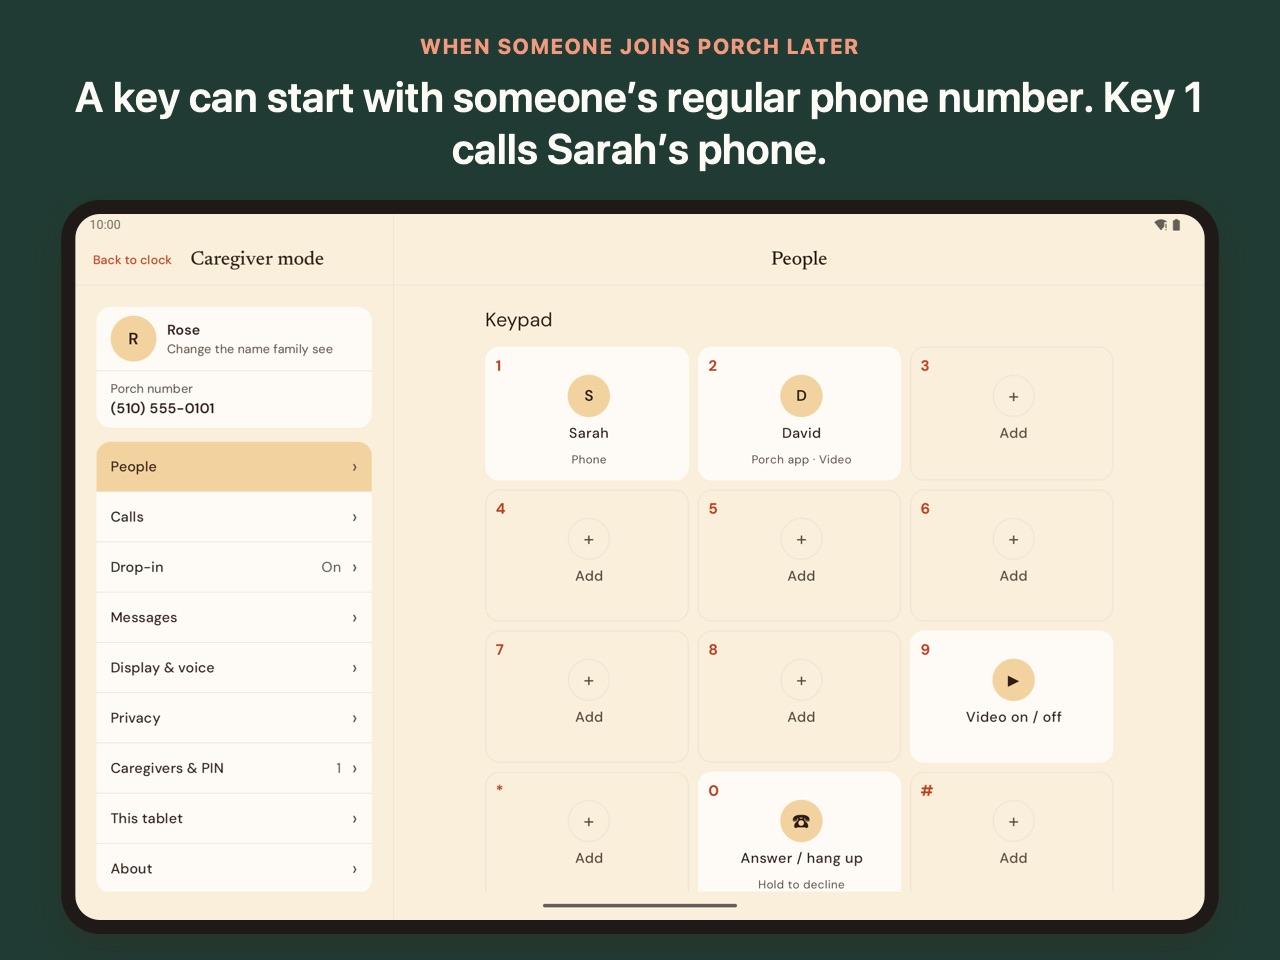 WHEN SOMEONE JOINS PORCH LATER
A key can start with someone’s regular phone number. Key 1
calls Sarah’s phone.
10:00
Back to clock
Caregiver mode
People
R
Rose
Change the name family see
Porch number
(510) 555-0101
People
Calls
Drop-in On
Messages
Display & voice
Privacy
Caregivers & PIN 1
This tablet
About
Keypad
1
S
Sarah
Phone
2
D
David
Porch app · Video
3
+
Add
4
+
Add
5
+
Add
6
+
Add
7
+
Add
8
+
Add
9
Video on / off
*
+
Add
0
Answer / hang up
Hold to decline
#
+
Add